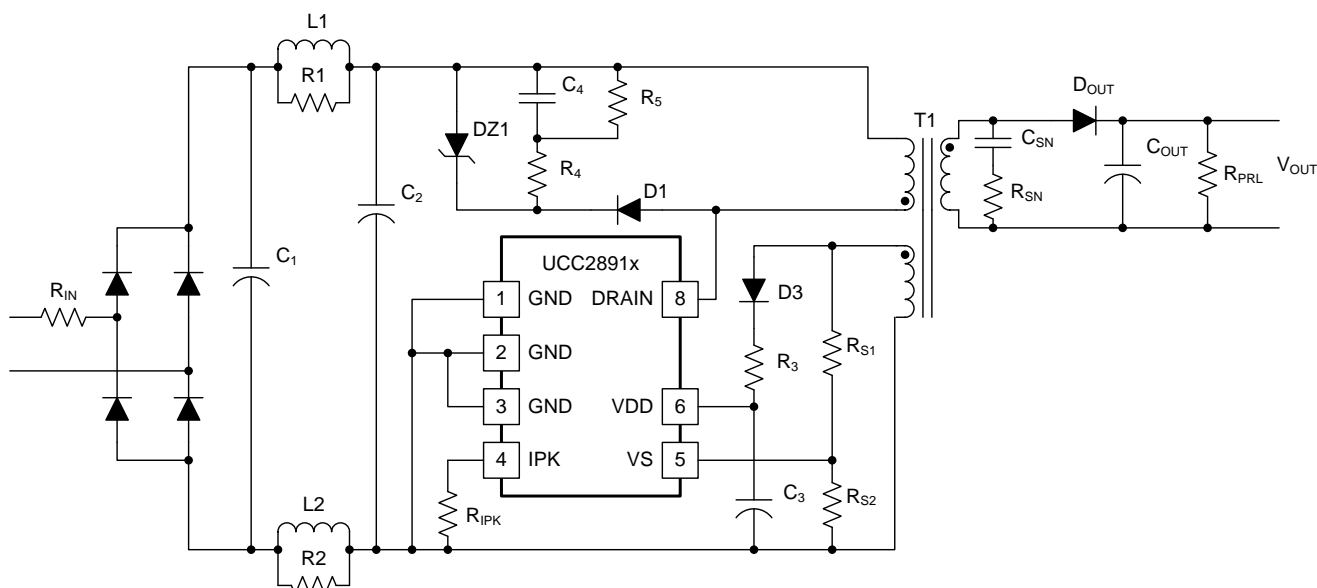 L1
R1
C4
R5
DOUT
T1
DZ1
CSN
COUT
VOUT
R4
RPRL
C2
D1
RSN
C1
UCC2891x
RIN
1 GND DRAIN 8
D3
2 GND
R3
RS1
3 GND VDD 6
4 IPK VS 5
C3
RS2
RIPK
L2
R2